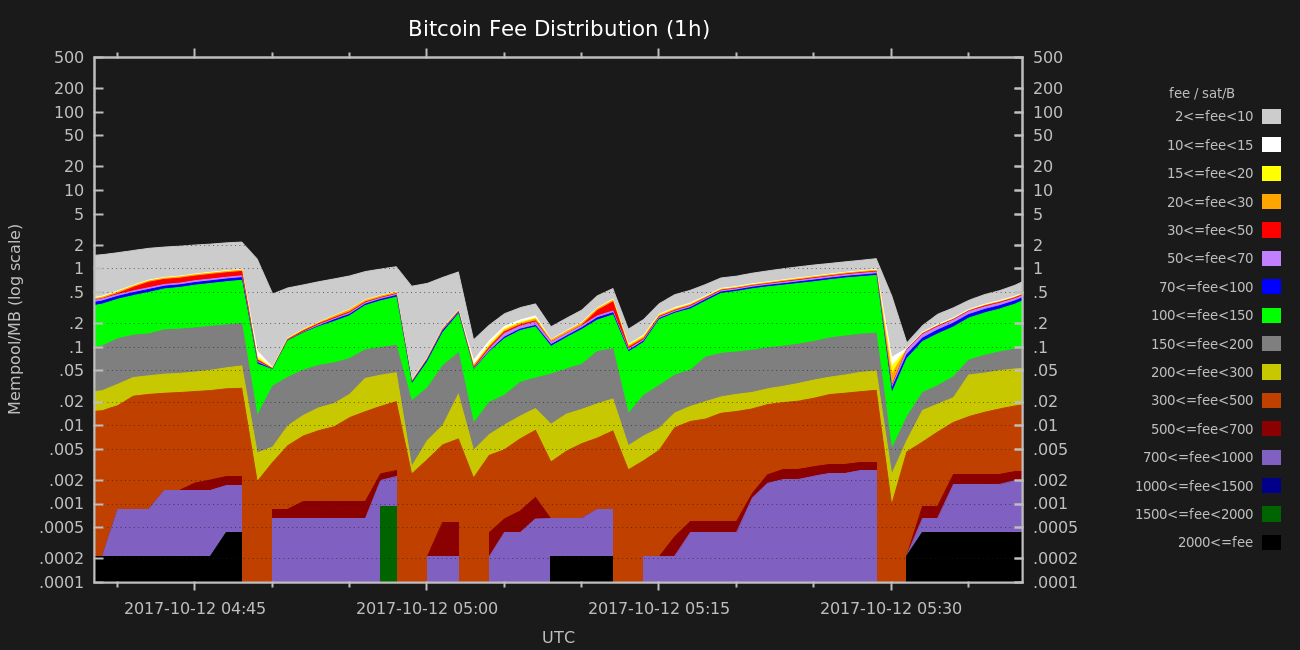 Bitcoin Fee Distribution (1h)
500 500
200 200
100 100
50 50
20 20
10 10
5 5
2 2
1 1
.5 .5
.2 .2
.1 .1
.05 .05
.02 .02
.01 .01
.005 .005
.002 .002
.001 .001
.0005 .0005
.0002 .0002
.0001 .0001
Mempool/MB (log scale)
2017-10-12 04:45 2017-10-12 05:00 2017-10-12 05:15 2017-10-12 05:30
UTC
fee / sat/B
2<=fee<10
10<=fee<15
15<=fee<20
20<=fee<30
30<=fee<50
50<=fee<70
70<=fee<100
100<=fee<150
150<=fee<200
200<=fee<300
300<=fee<500
500<=fee<700
700<=fee<1000
1000<=fee<1500
1500<=fee<2000
2000<=fee